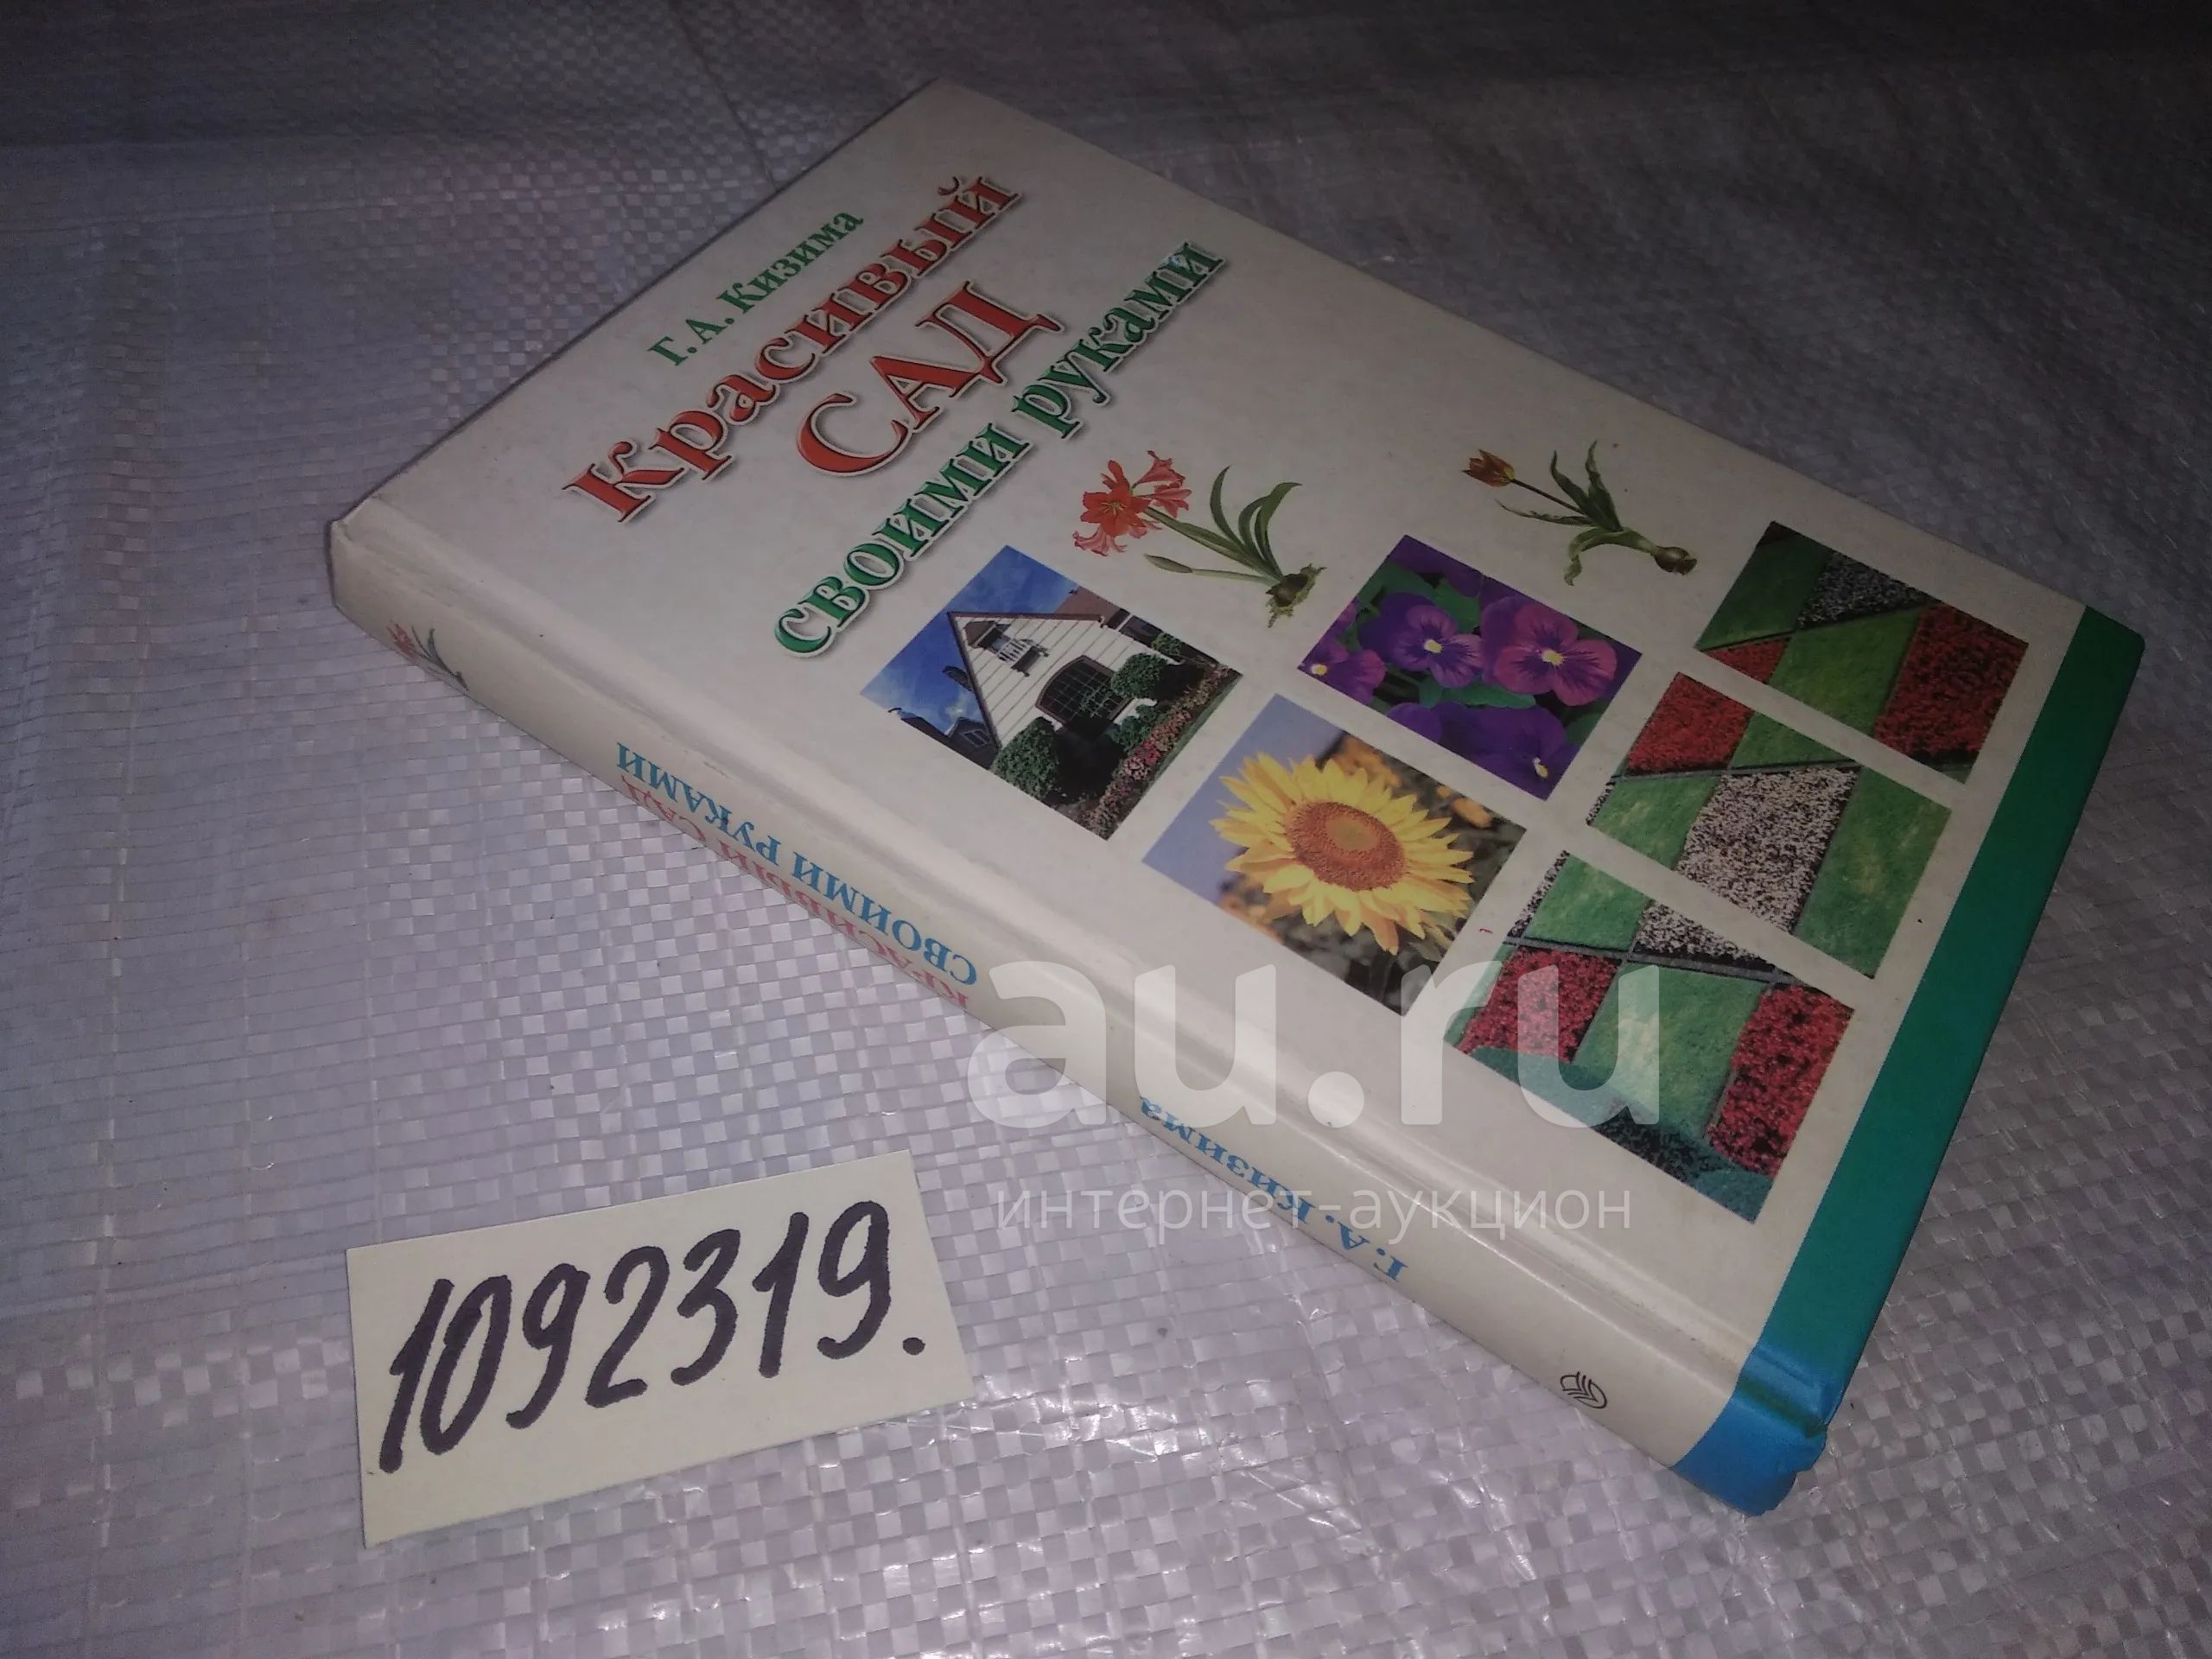 Г. А. Кизима
Красивый
САД
своими руками
КРАСИВЫЙ САД
СВОИМИ РУКАМИ
Г. А. Кизима
au.ru
интернет-аукцион
1092319.